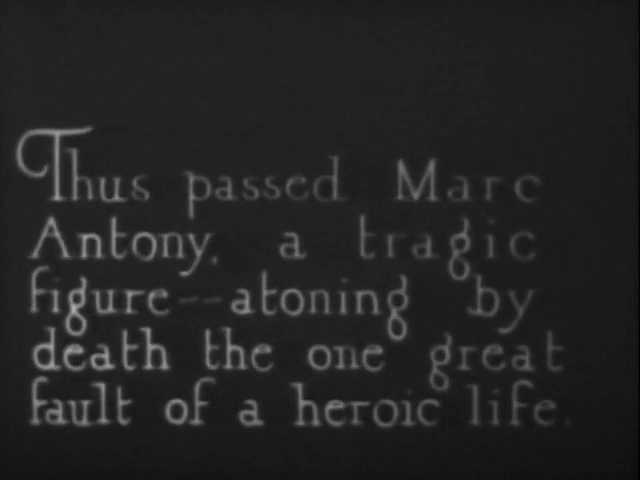 Thus passed Marc
Antony, a tragic
figure--atoning by
death the one great
fault of a heroic life.